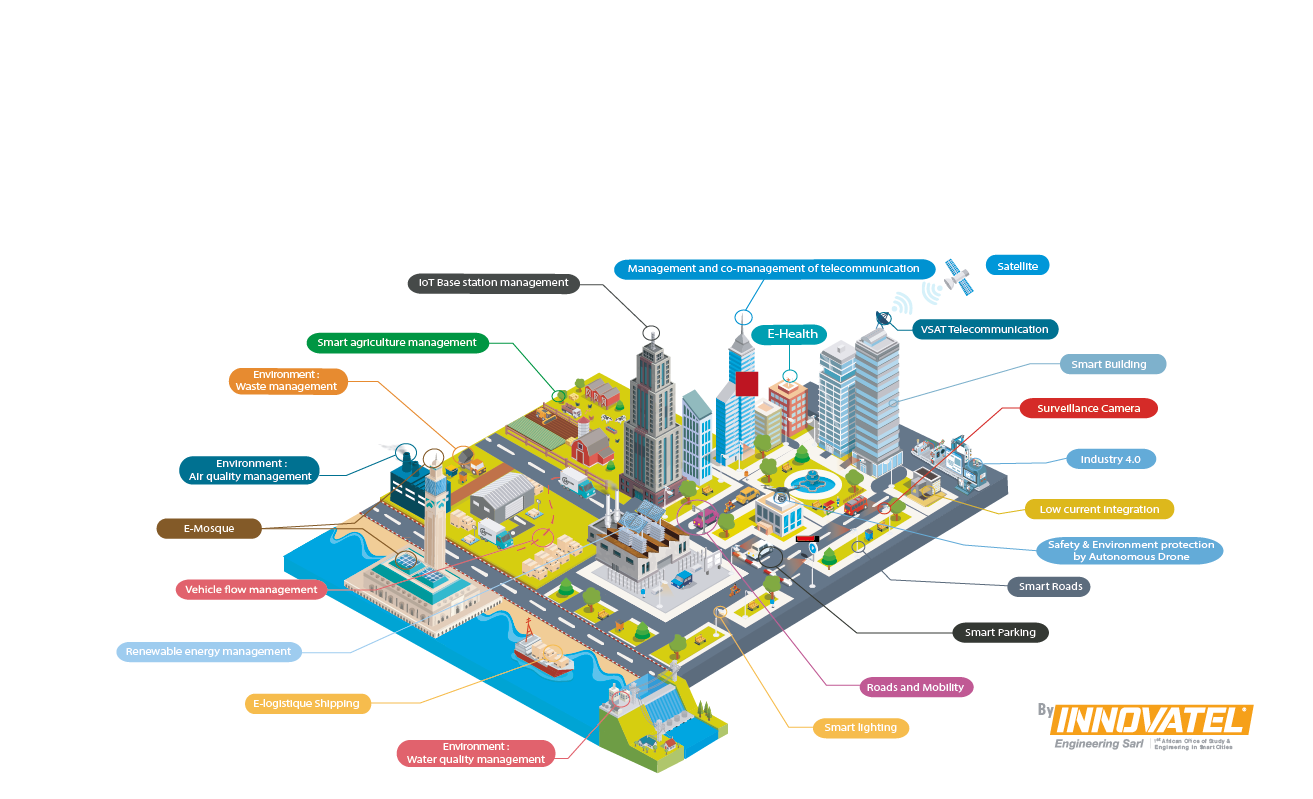 Management and co-management of telecommunication
Satellite
IoT Base station management
VSAT Telecommunication
E-Health
Smart agriculture management
Smart Building
Environment :
Waste management
Surveillance Camera
Environment :
Air quality management
Industry 4.0
Low current integration
E-Mosque
Safety & Environment protection
by Autonomous Drone
Vehicle flow management
Smart Roads
Smart Parking
Renewable energy management
Roads and Mobility
E-logistique Shipping
Smart lighting
Environment :
Water quality management
By INNOVATEL
Engineering Sarl
1st African Office of Study &
Engineering in Smart Cities